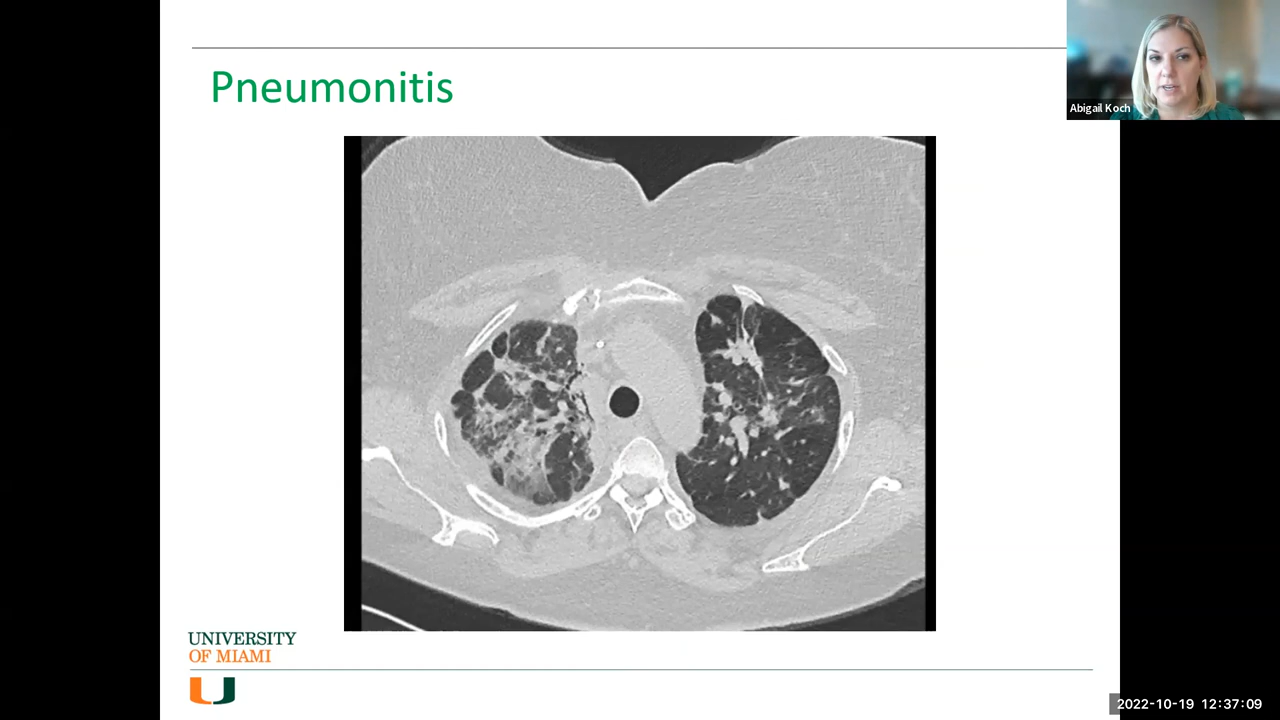 Pneumonitis
Abigail Koch
UNIVERSITY
OF MIAMI
2022-10-19 12:37:09